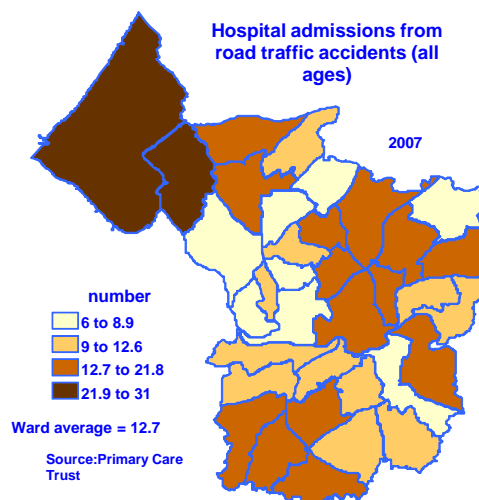 Hospital admissions from
road traffic accidents (all
ages)
2007
number
6 to 8.9
9 to 12.6
12.7 to 21.8
21.9 to 31
Ward average = 12.7
Source:Primary Care
Trust